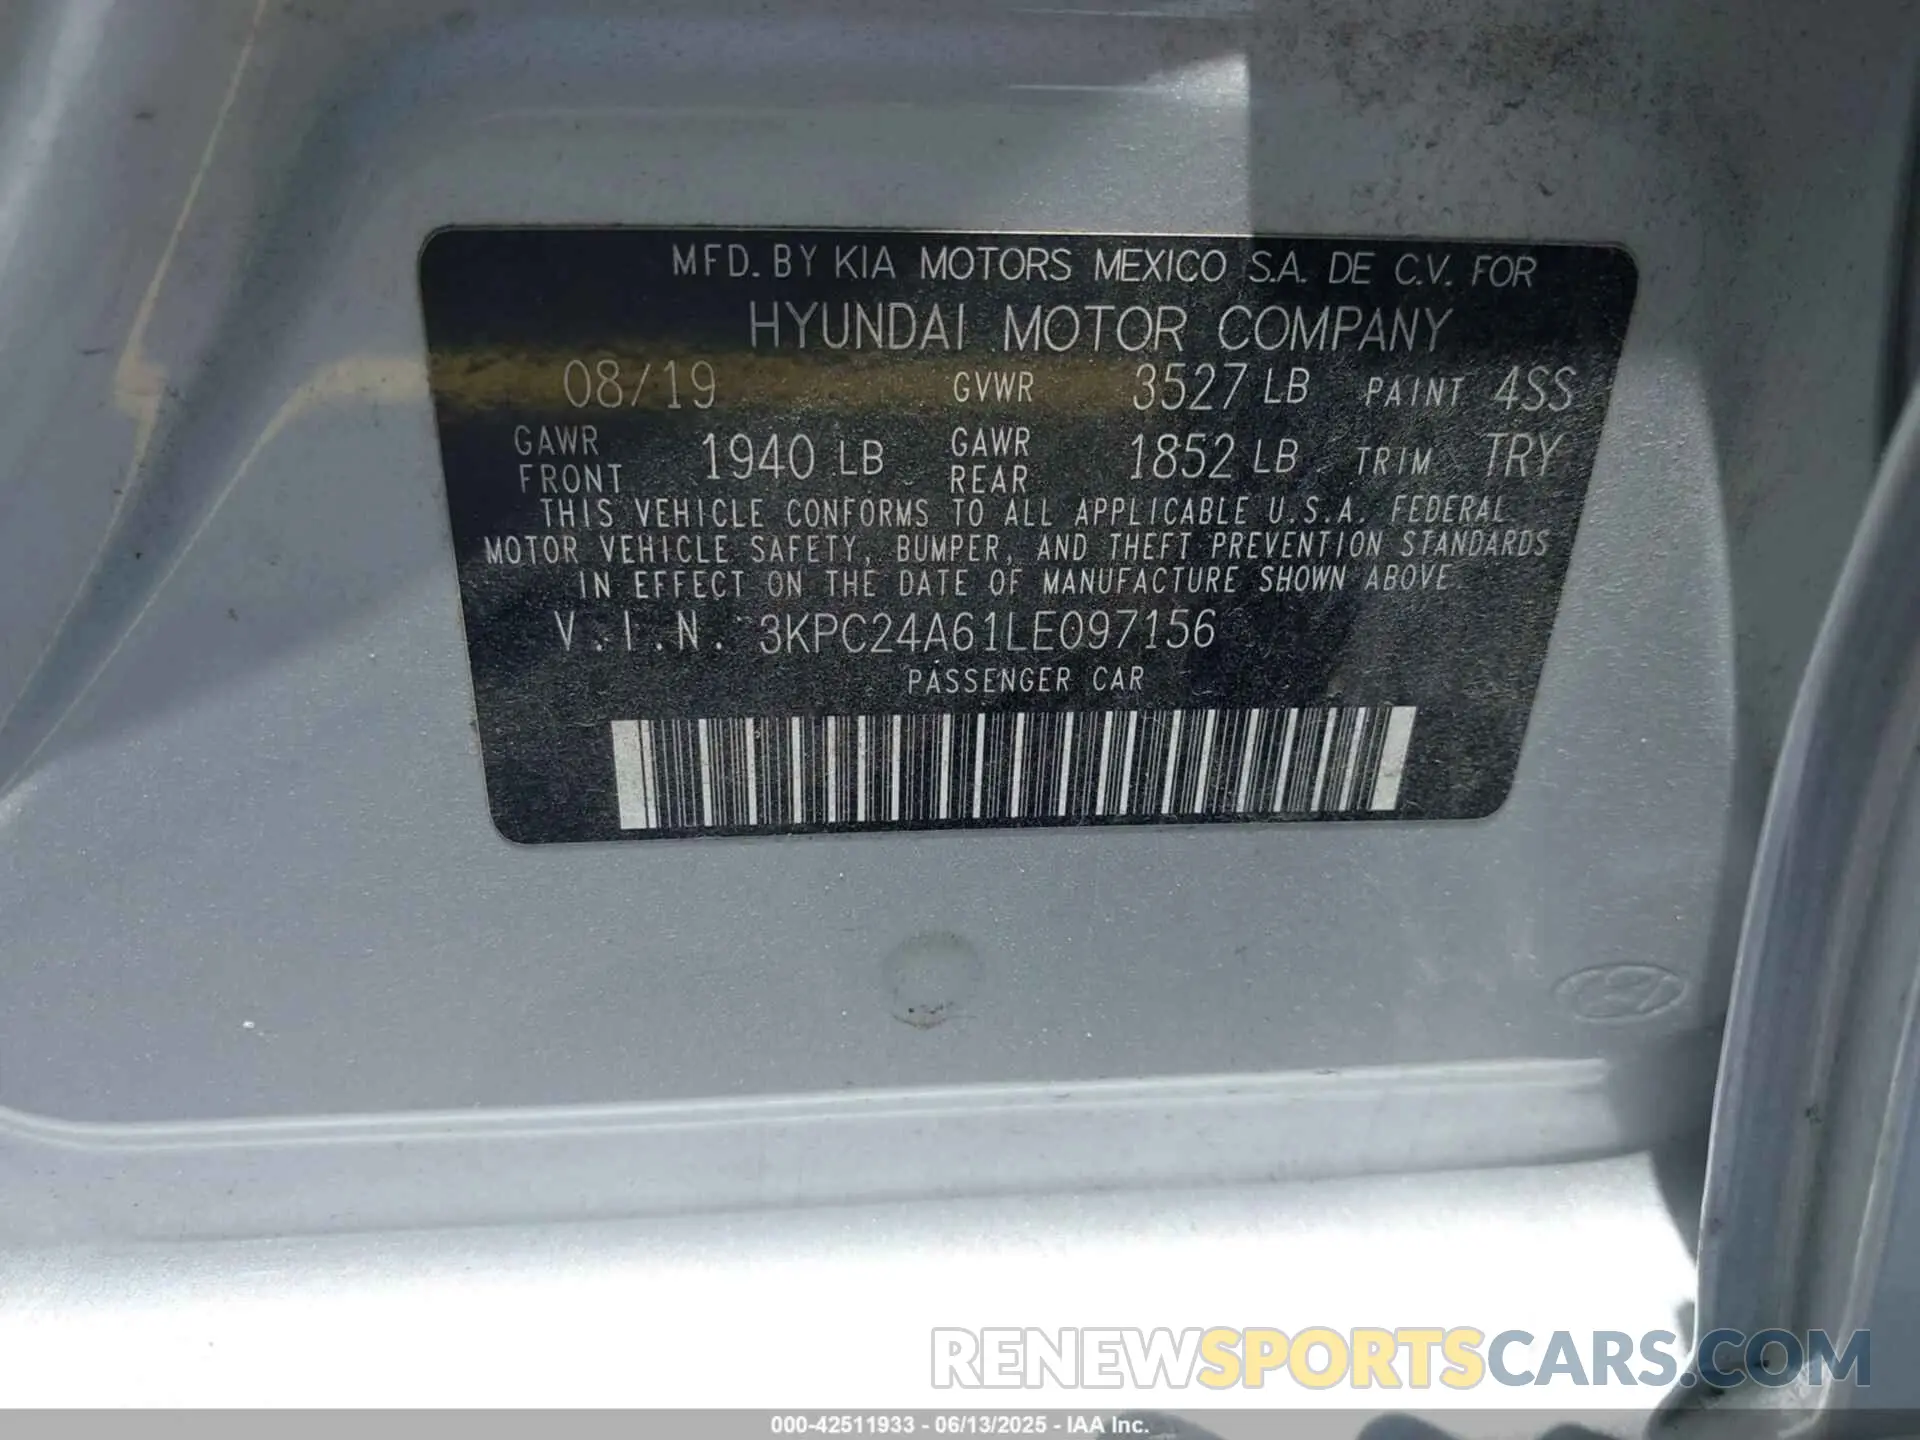 MFD. BY KIA MOTORS MEXICO S.A. DE C.V. FOR
HYUNDAI MOTOR COMPANY
08/19 GVWR 3527 LB PAINT 4SS
GAWR FRONT 1940 LB GAWR REAR 1852 LB TRIM TRY
THIS VEHICLE CONFORMS TO ALL APPLICABLE U.S.A. FEDERAL
MOTOR VEHICLE SAFETY, BUMPER, AND THEFT PREVENTION STANDARDS
IN EFFECT ON THE DATE OF MANUFACTURE SHOWN ABOVE.
V.I.N. 3KPC24A61LE097156
PASSENGER CAR
RENEWSPORTSCARS.COM
000-42511933 - 06/13/2025 - IAA Inc.